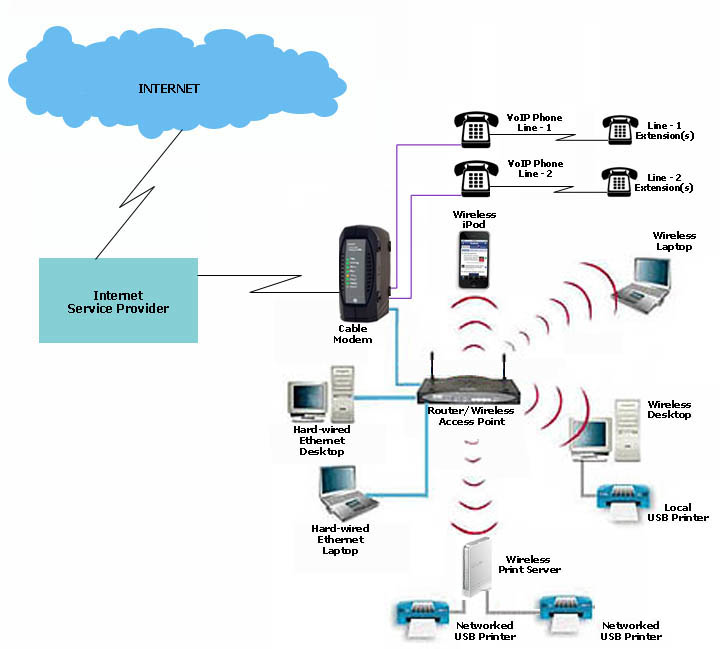 INTERNET
VoIP Phone
Line - 1
Line - 1
Extension(s)
VoIP Phone
Line - 2
Line - 2
Extension(s)
Wireless
iPod
Wireless
Laptop
Internet
Service Provider
Cable
Modem
Router/Wireless
Access Point
Wireless
Desktop
Hard-wired
Ethernet
Desktop
Local
USB Printer
Hard-wired
Ethernet
Laptop
Wireless
Print Server
Networked
USB Printer
Networked
USB Printer